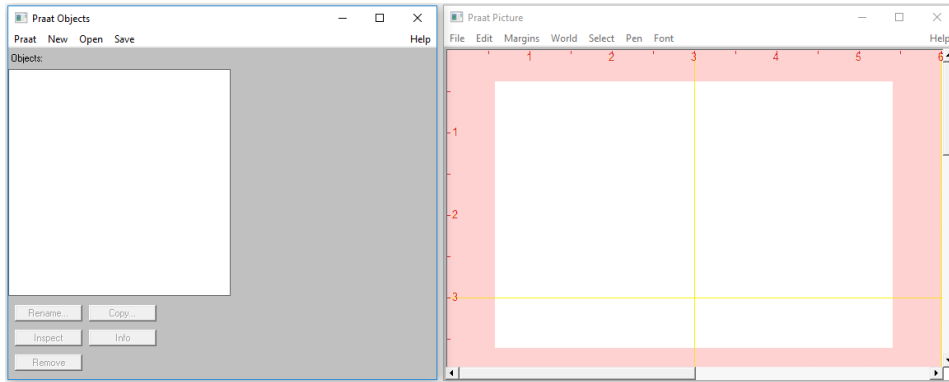 Praat Objects
Praat New Open Save Help
Objects:
Rename... Copy...
Inspect Info
Remove
Praat Picture
File Edit Margins World Select Pen Font Help
1 2 3 4 5 6
1
2
3